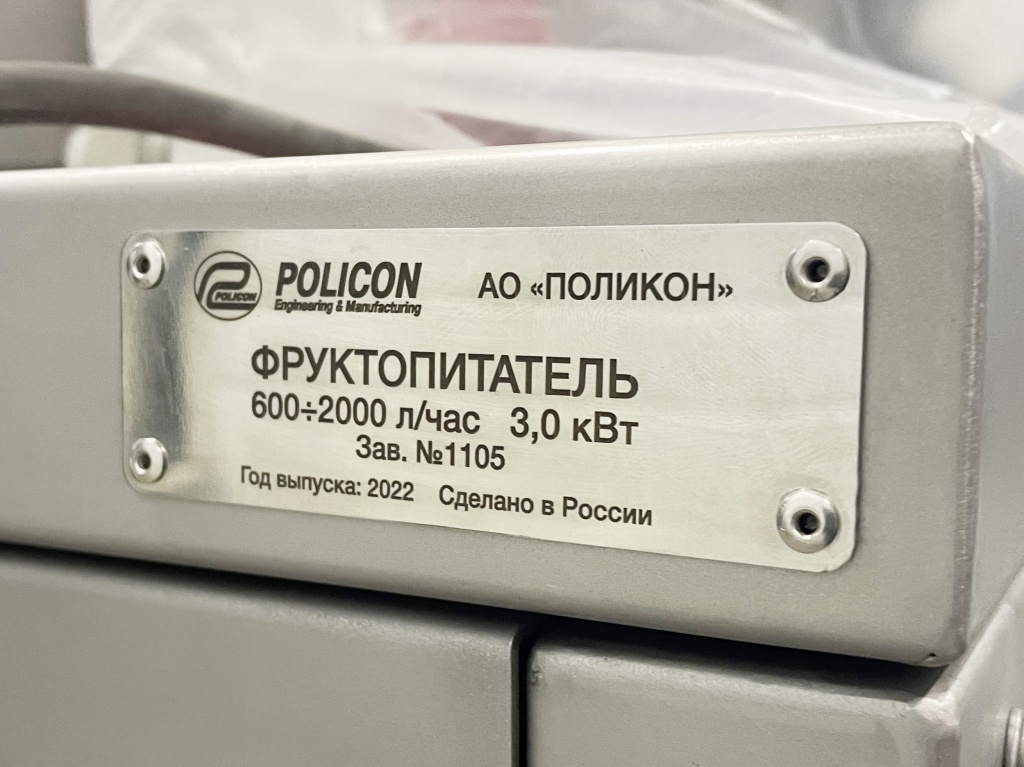 POLICON
POLICON
Engineering & Manufacturing
АО «ПОЛИКОН»
ФРУКТОПИТАТЕЛЬ
600÷2000 л/час 3,0 кВт
Зав. №1105
Год выпуска: 2022 Сделано в России